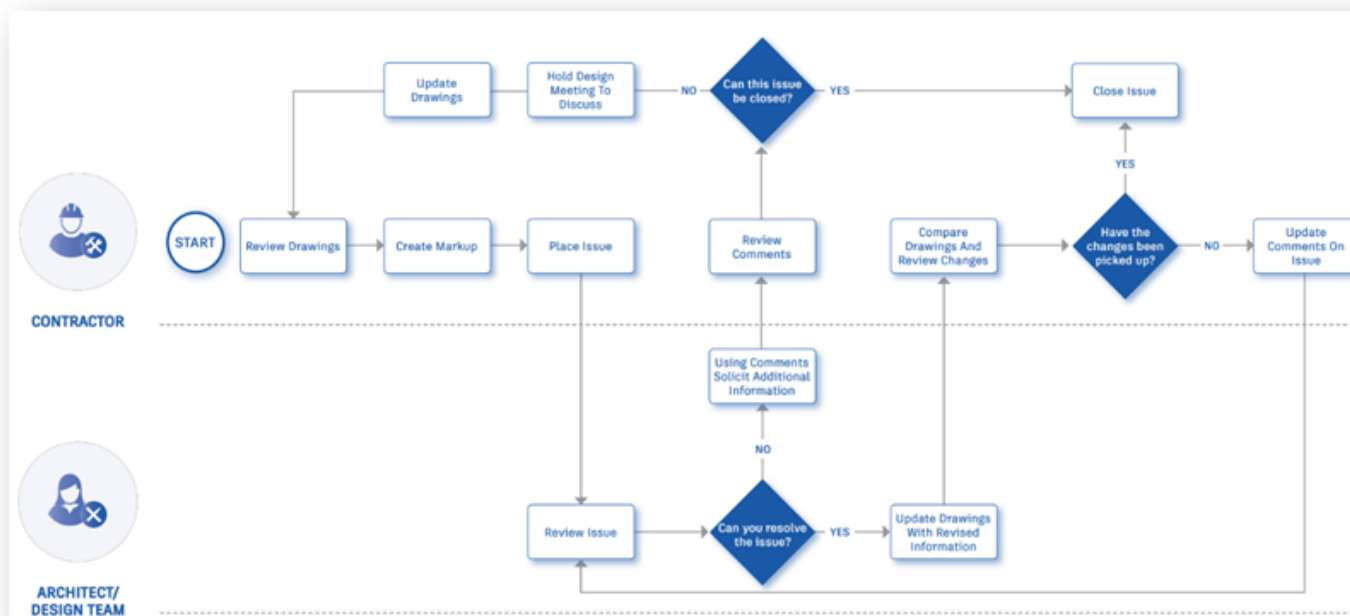 Update
Drawings
Hold Design
Meeting To
Discuss
NO
Can this issue
be closed?
YES
Close Issue
YES
START
Review Drawings
Create Markup
Place Issue
Review
Comments
Compare
Drawings And
Review Changes
Have the
changes been
picked up?
NO
Update
Comments On
Issue
CONTRACTOR
Using Comments
Solicit Additional
Information
NO
Review Issue
Can you resolve
the issue?
YES
Update Drawings
With Revised
Information
ARCHITECT/
DESIGN TEAM